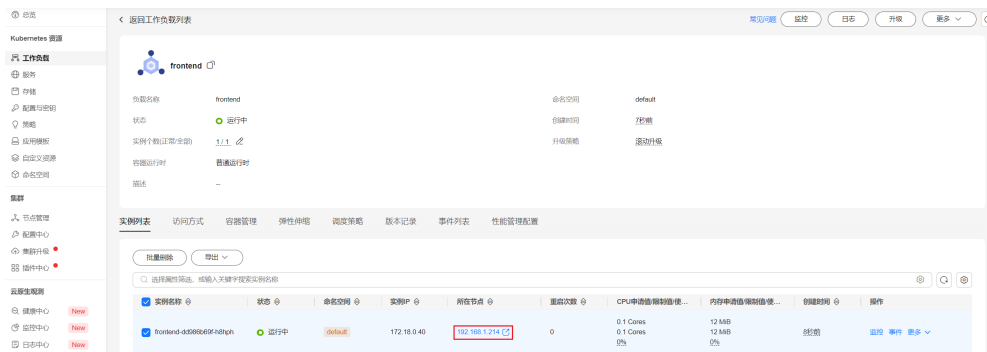 总览
返回工作负载列表
常见问题 监控 日志 升级 更多
Kubernetes 资源
工作负载
服务
存储
配置与密钥
策略
应用模板
自定义资源
命名空间
集群
节点管理
配置中心
集群升级
插件中心
云原生观测
健康中心 New
监控中心 New
日志中心 New
frontend
负载名称 frontend 命名空间 default
状态 运行中 创建时间 7秒前
实例个数(正常/全部) 1 / 1 升级策略 滚动升级
容器运行时 普通运行时
描述 --
实例列表 访问方式 容器管理 弹性伸缩 调度策略 版本记录 事件列表 性能管理配置
批量删除 导出
选择属性筛选，或输入关键字搜索实例名称
实例名称 状态 命名空间 实例IP 所在节点 重启次数 CPU申请值/限制值/使... 内存申请值/限制值/使... 创建时间 操作
frontend-dd986b69f-h8hph 运行中 default 172.18.0.40 192.168.1.214 0 0.1 Cores 12 MiB 8秒前 监控 事件 更多
0.1 Cores 12 MiB
0% 0%